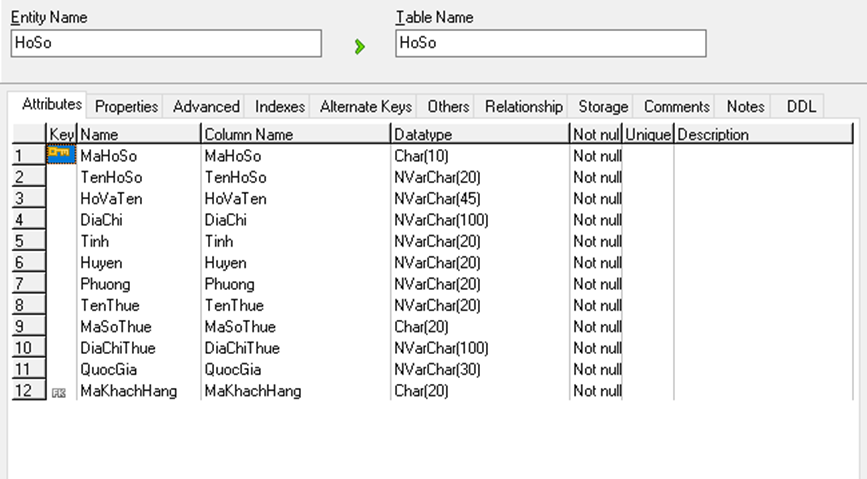 Entity Name Table Name
HoSo HoSo
Attributes Properties Advanced Indexes Alternate Keys Others Relationship Storage Comments Notes DDL
Key Name Column Name Datatype Not nul Unique Description
1 MaHoSo MaHoSo Char(10) Not null
2 TenHoSo TenHoSo NVarChar(20) Not null
3 HoVaTen HoVaTen NVarChar(45) Not null
4 DiaChi DiaChi NVarChar(100) Not null
5 Tinh Tinh NVarChar(20) Not null
6 Huyen Huyen NVarChar(20) Not null
7 Phuong Phuong NVarChar(20) Not null
8 TenThue TenThue NVarChar(20) Not null
9 MaSoThue MaSoThue Char(20) Not null
10 DiaChiThue DiaChiThue NVarChar(100) Not null
11 QuocGia QuocGia NVarChar(30) Not null
12 FK MaKhachHang MaKhachHang Char(20) Not null